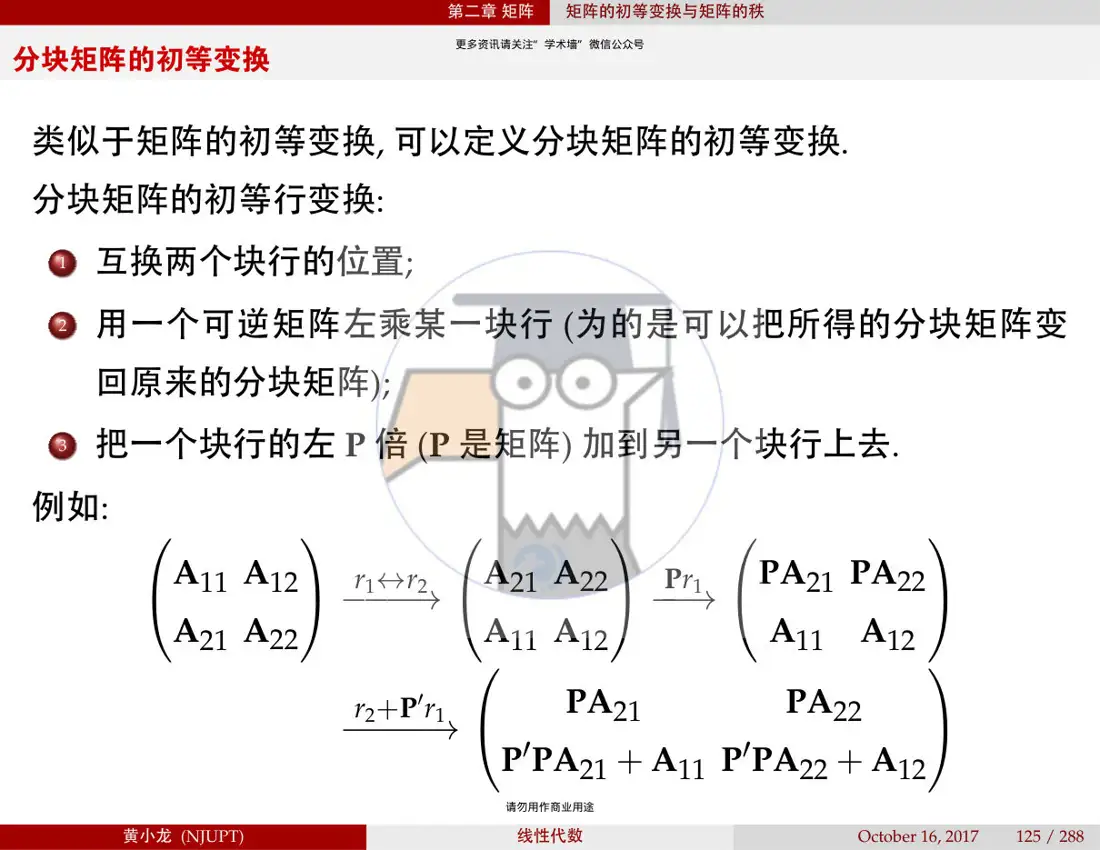 第二章 矩阵 矩阵的初等变换与矩阵的秩
更多资讯请关注“学术墙”微信公众号
分块矩阵的初等变换
类似于矩阵的初等变换, 可以定义分块矩阵的初等变换.
分块矩阵的初等行变换:
1 互换两个块行的位置;
2 用一个可逆矩阵左乘某一块行 (为的是可以把所得的分块矩阵变
回原来的分块矩阵);
3 把一个块行的左 P 倍 (P 是矩阵) 加到另一个块行上去.
例如:
r₁↔r₂ Pr₁
A₁₁ A₁₂ A₂₁ A₂₂ PA₂₁ PA₂₂
A₂₁ A₂₂ A₁₁ A₁₂ A₁₁ A₁₂
r₂+P′r₁
PA₂₁ PA₂₂
P′PA₂₁ + A₁₁ P′PA₂₂ + A₁₂
请勿用作商业用途
黄小龙 (NJUPT) 线性代数 October 16, 2017 125 / 288